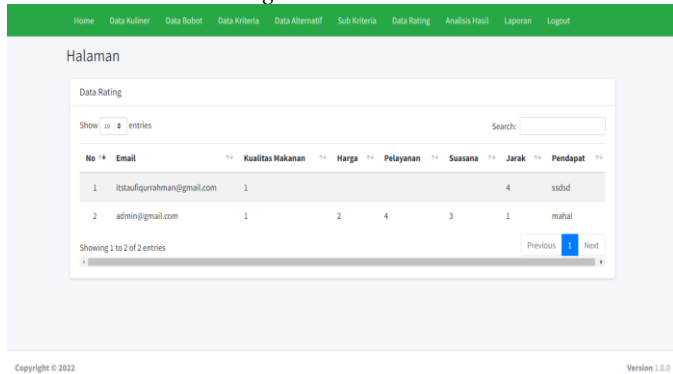 Home Data Kuliner Data Bobot Data Kriteria Data Alternatif Sub Kriteria Data Rating Analisis Hasil Laporan Logout
Halaman
Data Rating
Show 10 entries Search:
No Email Kualitas Makanan Harga Pelayanan Suasana Jarak Pendapat
1 itstaufiqurrahman@gmail.com 1 4 ssdsd
2 admin@gmail.com 1 2 4 3 1 mahal
Showing 1 to 2 of 2 entries Previous 1 Next
Copyright © 2022 Version 1.0.0